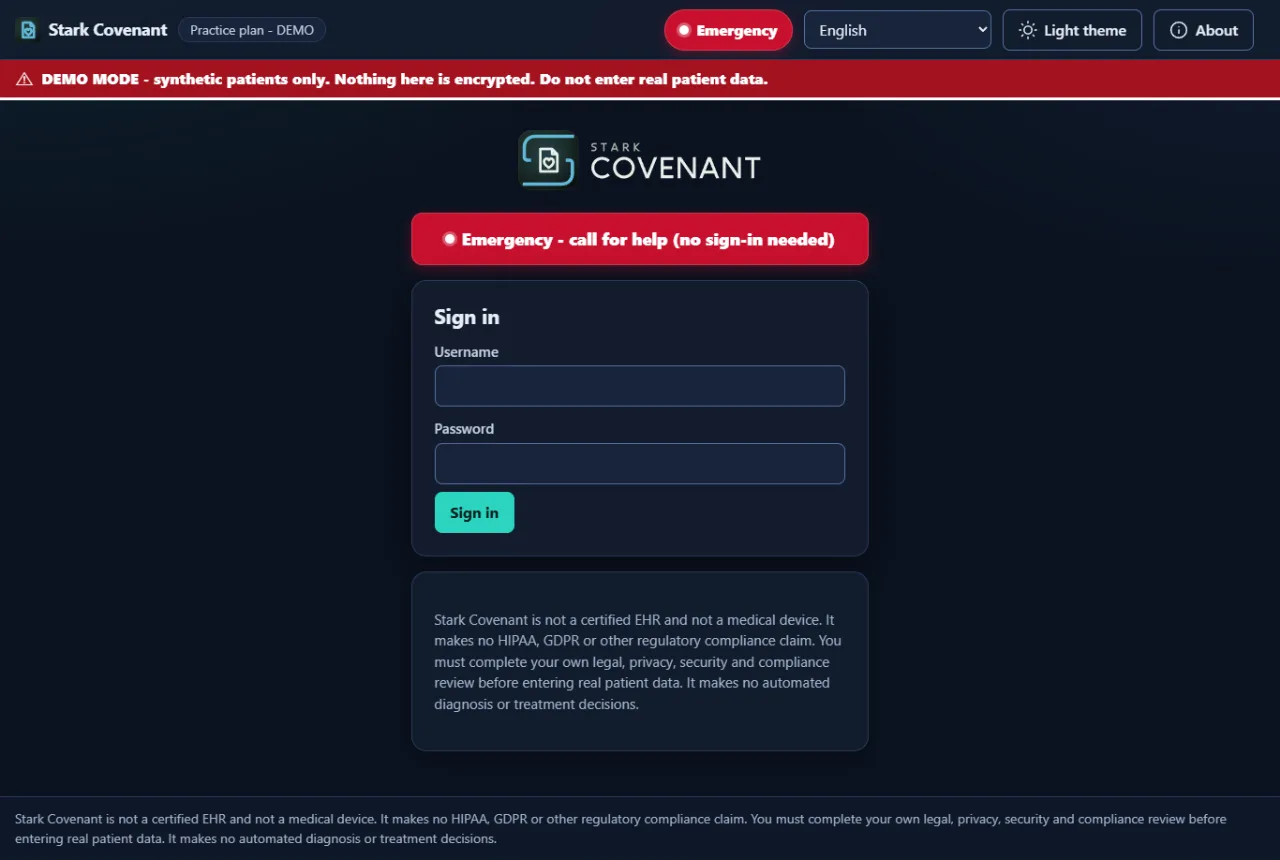 Stark Covenant
Practice plan - DEMO
Emergency
English
Light theme
About
DEMO MODE - synthetic patients only. Nothing here is encrypted. Do not enter real patient data.
STARK
COVENANT
Emergency - call for help (no sign-in needed)
Sign in
Username
Password
Sign in
Stark Covenant is not a certified EHR and not a medical device. It
makes no HIPAA, GDPR or other regulatory compliance claim. You
must complete your own legal, privacy, security and compliance
review before entering real patient data. It makes no automated
diagnosis or treatment decisions.
Stark Covenant is not a certified EHR and not a medical device. It makes no HIPAA, GDPR or other regulatory compliance claim. You must complete your own legal, privacy, security and compliance review before
entering real patient data. It makes no automated diagnosis or treatment decisions.